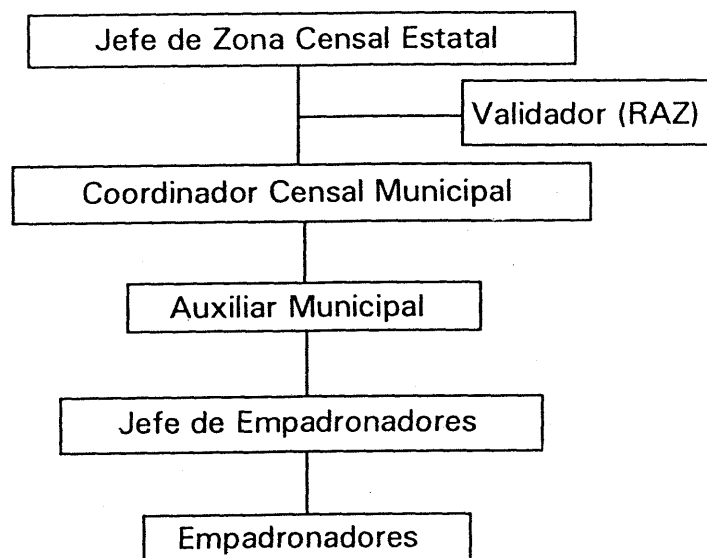 Jefe de Zona Censal Estatal
Validador (RAZ)
Coordinador Censal Municipal
Auxiliar Municipal
Jefe de Empadronadores
Empadronadores